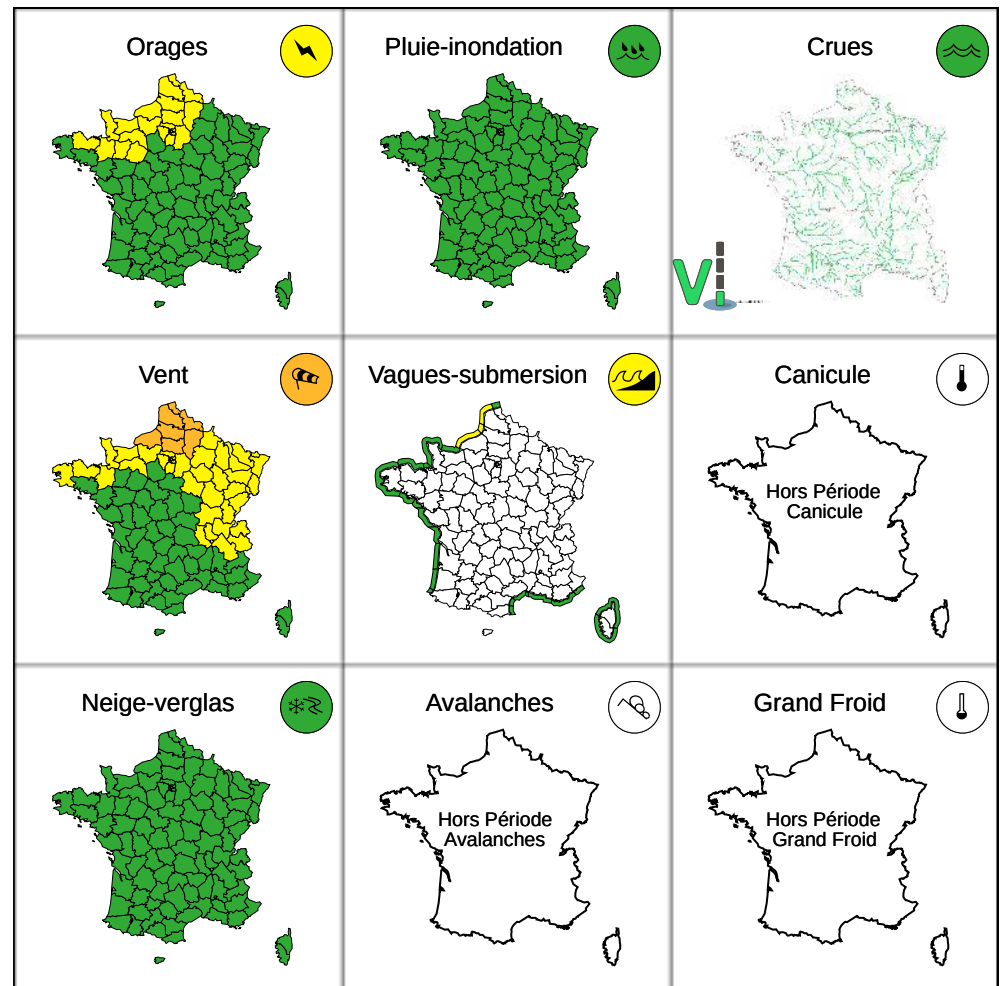 Orages
Pluie-inondation
Crues
Vi
Vent
Vagues-submersion
Canicule
Hors Période
Canicule
Neige-verglas
Avalanches
Hors Période
Avalanches
Grand Froid
Hors Période
Grand Froid